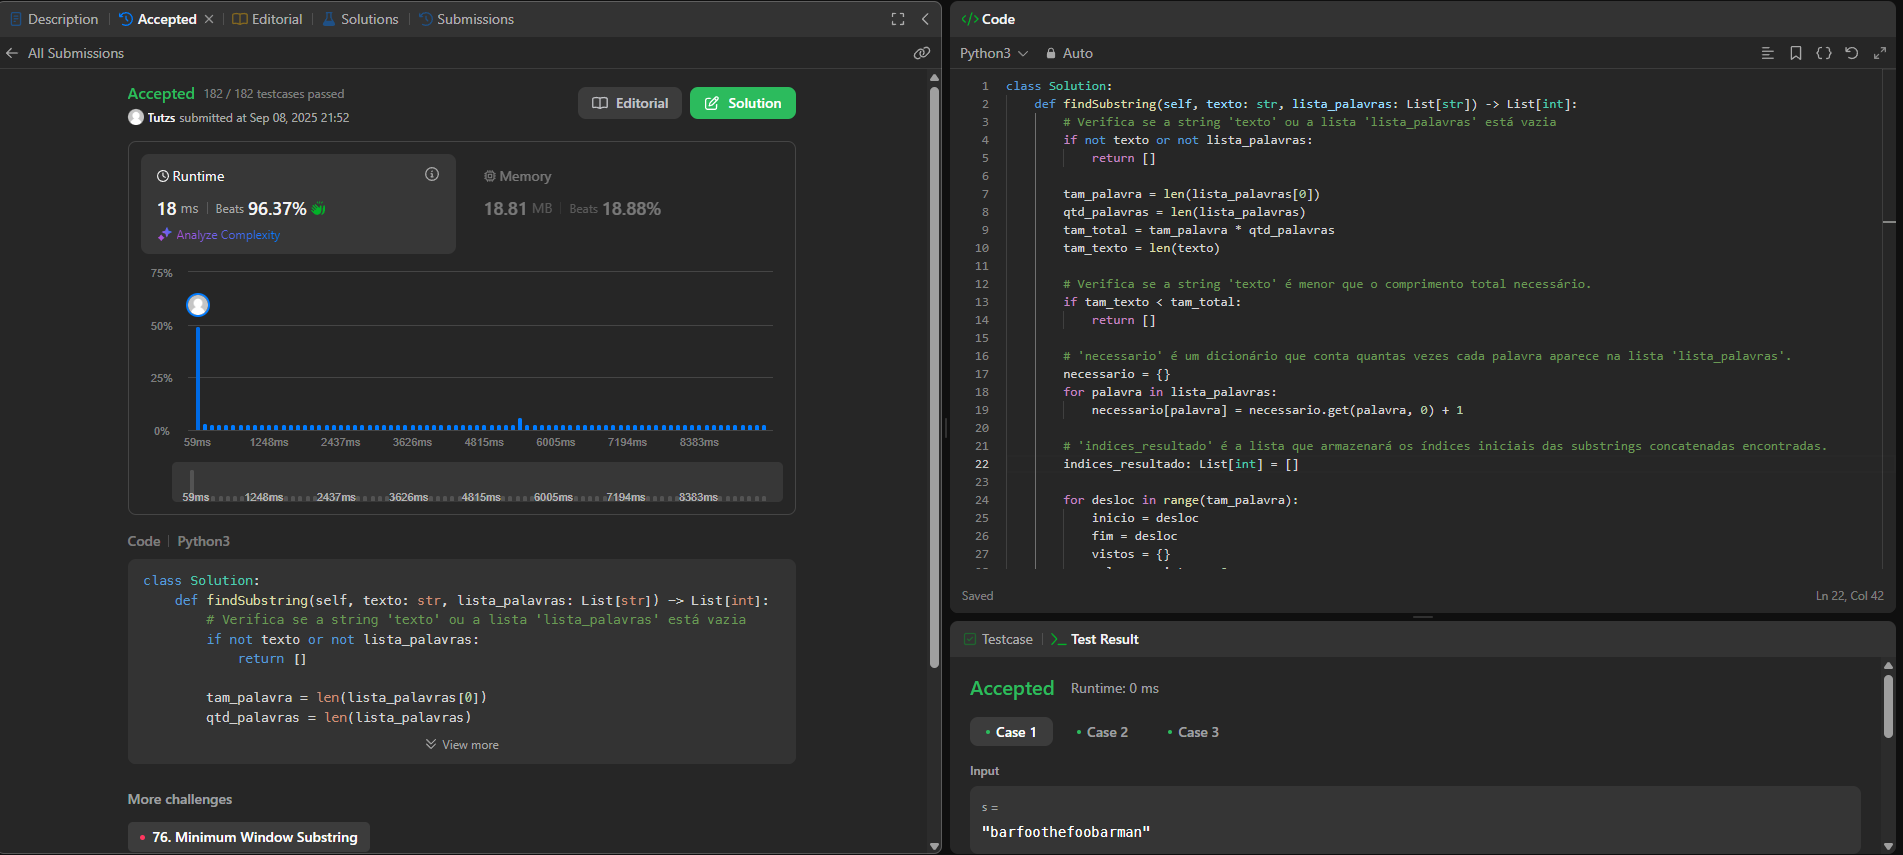 Description
Accepted
Editorial
Solutions
Submissions
All Submissions
Accepted 182 / 182 testcases passed
Tutzs submitted at Sep 08, 2025 21:52
Editorial
Solution
Runtime
18 ms | Beats 96.37%
Analyze Complexity
Memory
18.81 MB | Beats 18.88%
75%
50%
25%
0%
59ms 1248ms 2437ms 3626ms 4815ms 6005ms 7194ms 8383ms
59ms 1248ms 2437ms 3626ms 4815ms 6005ms 7194ms 8383ms
Code | Python3
class Solution:
    def findSubstring(self, texto: str, lista_palavras: List[str]) -> List[int]:
        # Verifica se a string 'texto' ou a lista 'lista_palavras' está vazia
        if not texto or not lista_palavras:
            return []

        tam_palavra = len(lista_palavras[0])
        qtd_palavras = len(lista_palavras)
View more
More challenges
76. Minimum Window Substring
</> Code
Python3
Auto
1 class Solution:
2     def findSubstring(self, texto: str, lista_palavras: List[str]) -> List[int]:
3         # Verifica se a string 'texto' ou a lista 'lista_palavras' está vazia
4         if not texto or not lista_palavras:
5             return []
6
7         tam_palavra = len(lista_palavras[0])
8         qtd_palavras = len(lista_palavras)
9         tam_total = tam_palavra * qtd_palavras
10         tam_texto = len(texto)
11
12         # Verifica se a string 'texto' é menor que o comprimento total necessário.
13         if tam_texto < tam_total:
14             return []
15
16         # 'necessario' é um dicionário que conta quantas vezes cada palavra aparece na lista 'lista_palavras'.
17         necessario = {}
18         for palavra in lista_palavras:
19             necessario[palavra] = necessario.get(palavra, 0) + 1
20
21         # 'indices_resultado' é a lista que armazenará os índices iniciais das substrings concatenadas encontradas.
22         indices_resultado: List[int] = []
23
24         for desloc in range(tam_palavra):
25             inicio = desloc
26             fim = desloc
27             vistos = {}
Saved
Ln 22, Col 42
Testcase
Test Result
Accepted Runtime: 0 ms
Case 1
Case 2
Case 3
Input
s =
"barfoothefoobarman"